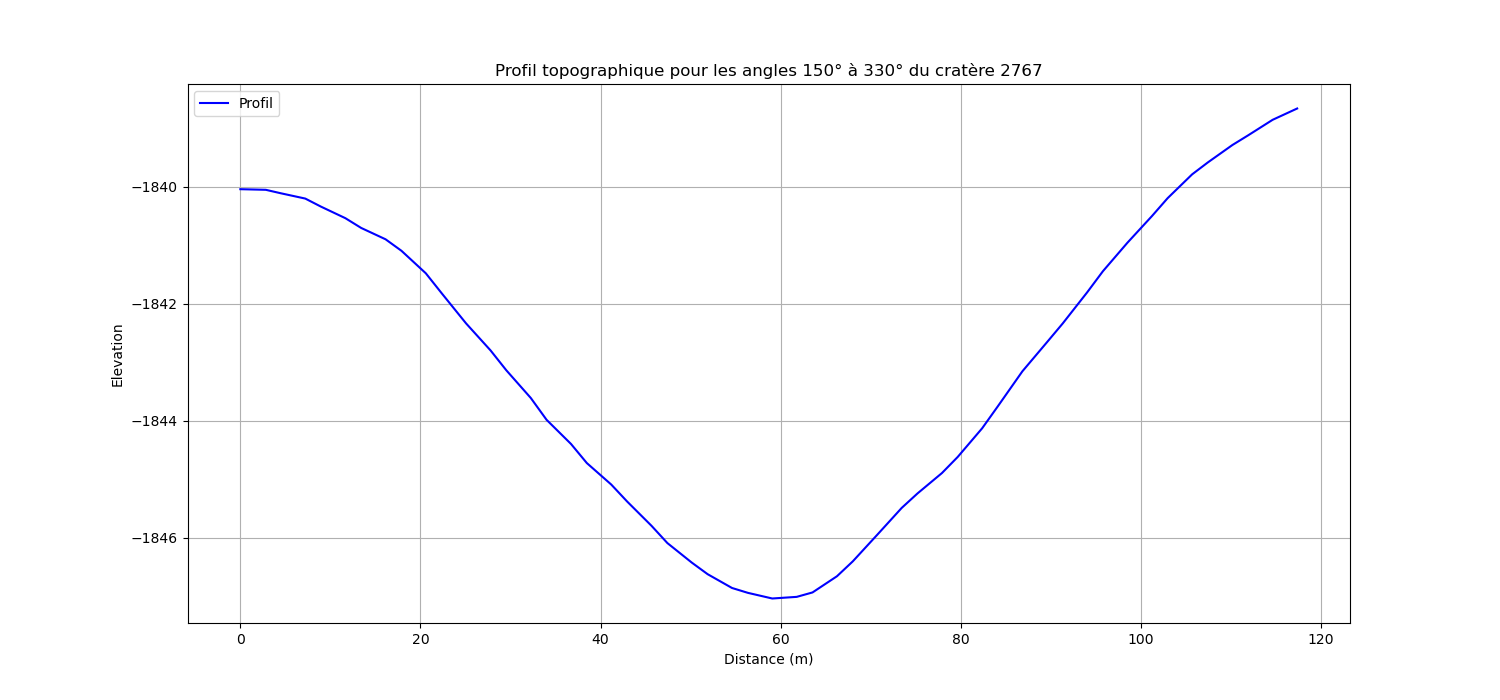 Profil topographique pour les angles 150° à 330° du cratère 2767
Profil
−1840
−1842
−1844
−1846
Elevation
0 20 40 60 80 100 120
Distance (m)